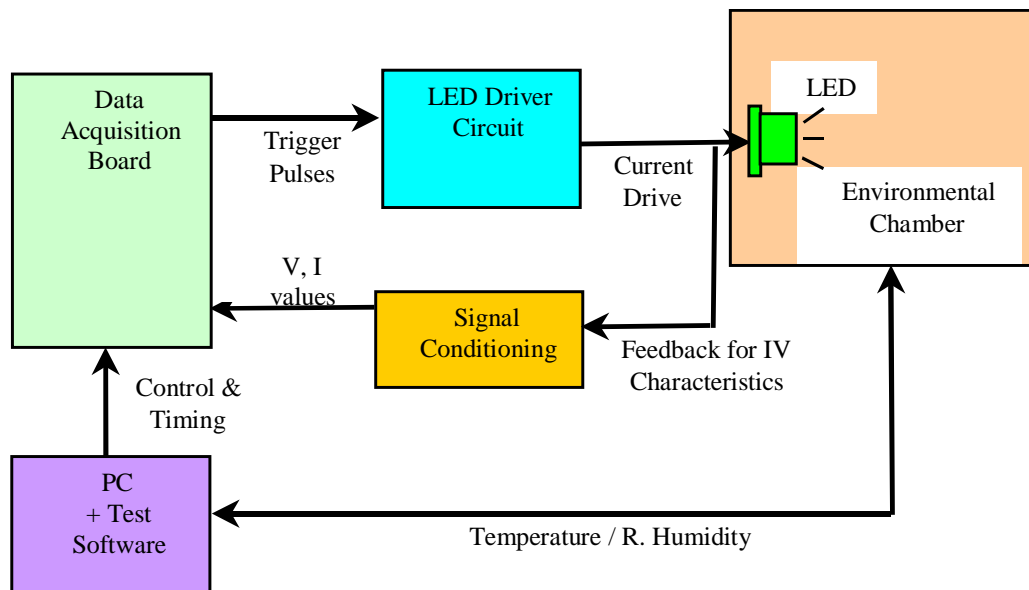 Data
Acquisition
Board
Trigger
Pulses
LED Driver
Circuit
Current
Drive
LED
Environmental
Chamber
V, I
values
Signal
Conditioning
Feedback for IV
Characteristics
Control &
Timing
PC
+ Test
Software
Temperature / R. Humidity